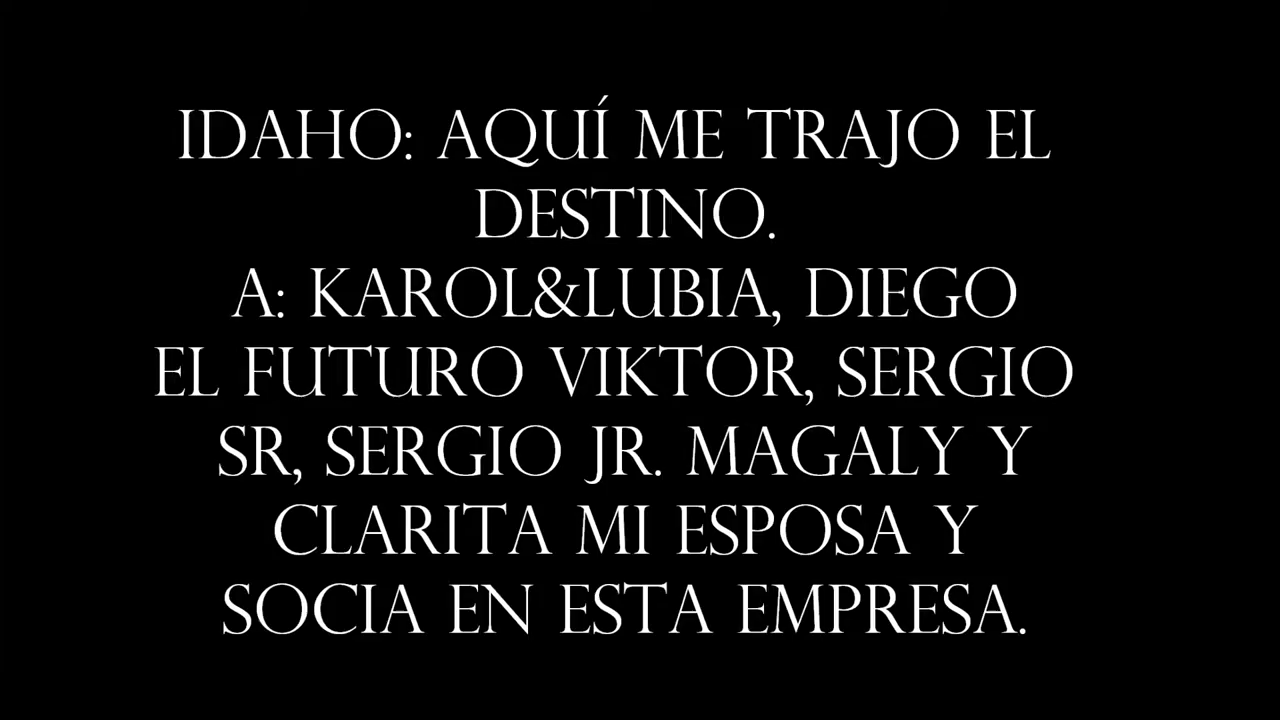 IDAHO: AQUÍ ME TRAJO EL
DESTINO.
A: KAROL&LUBIA, DIEGO
EL FUTURO VIKTOR, SERGIO
SR, SERGIO JR. MAGALY Y
CLARITA MI ESPOSA Y
SOCIA EN ESTA EMPRESA.